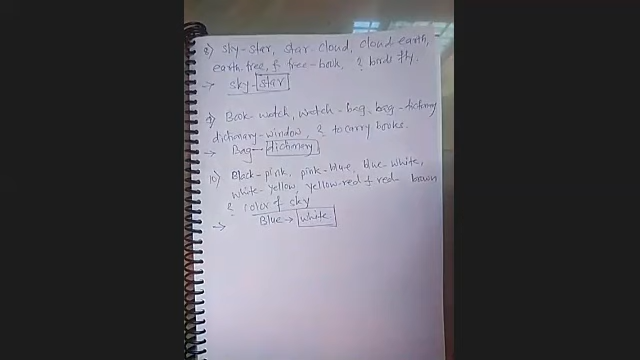 8) sky-star, star-cloud, cloud-earth,
earth-tree, & tree-book, ? birds fly.
→ sky-star
9) Book-watch, watch-bag, bag-dictionary
dictionary-window, ? to carry books.
→ Bag- dictionary
10) Black-pink, pink-blue, blue-white,
white-yellow, yellow-red & red- brown
? color of sky
→ Blue → white